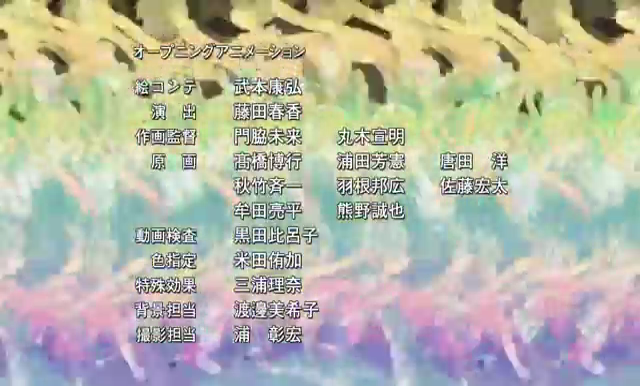 オープニングアニメーション
絵コンテ 武本康弘
演 出 藤田春香
作画監督 門脇未来 丸木宣明
原 画 髙橋博行 浦田芳憲 唐田 洋
秋竹斉一 羽根邦広 佐藤宏太
牟田亮平 熊野誠也
動画検査 黒田比呂子
色指定 米田侑加
特殊効果 三浦理奈
背景担当 渡邊美希子
撮影担当 浦 彰宏